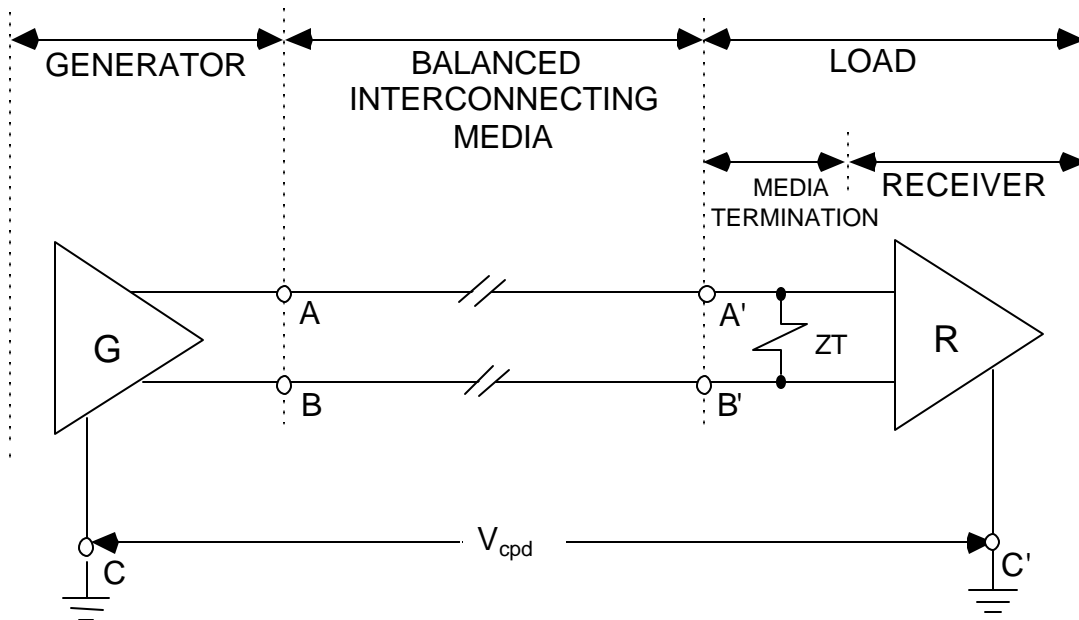 GENERATOR
BALANCED
INTERCONNECTING
MEDIA
LOAD
MEDIA
TERMINATION
RECEIVER
G
A
A'
ZT
R
B
B'
Vcpd
C
C'